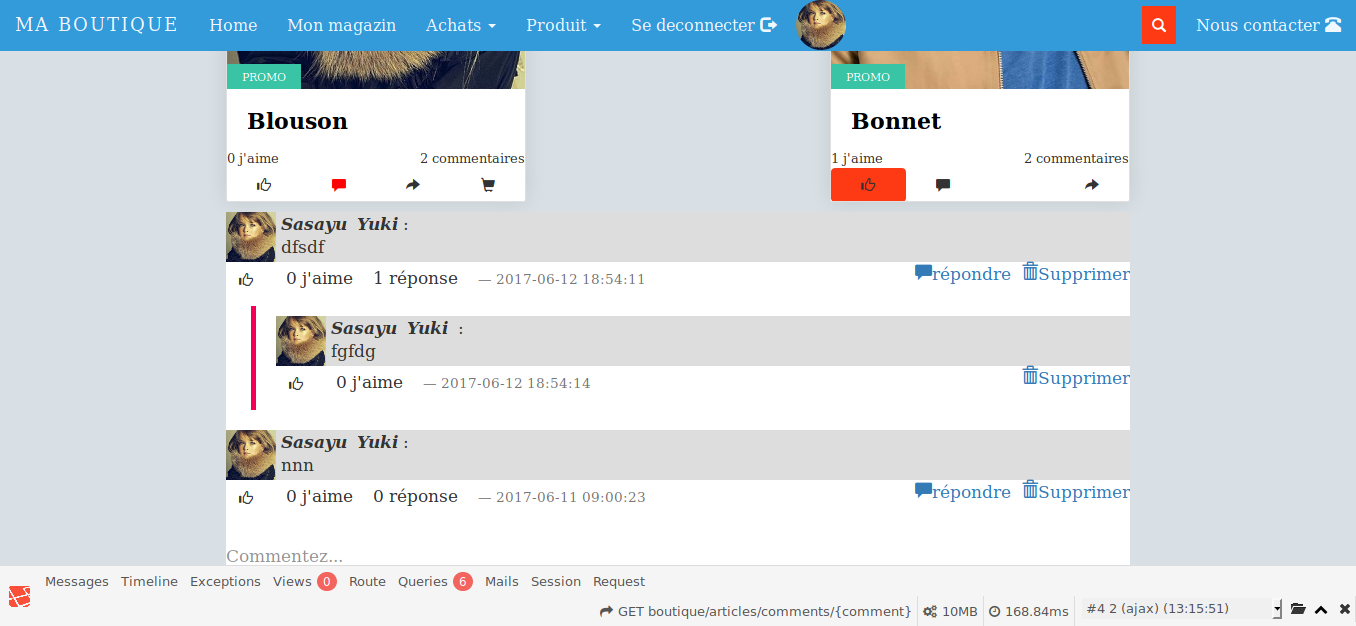 MA BOUTIQUE Home Mon magazin Achats Produit Se deconnecter Nous contacter
PROMO PROMO
Blouson Bonnet
0 j'aime 2 commentaires 1 j'aime 2 commentaires
Sasayu Yuki :
dfsdf
0 j'aime 1 réponse — 2017-06-12 18:54:11 répondre Supprimer
Sasayu Yuki :
fgfdg
0 j'aime — 2017-06-12 18:54:14 Supprimer
Sasayu Yuki :
nnn
0 j'aime 0 réponse — 2017-06-11 09:00:23 répondre Supprimer
Commentez...
Messages Timeline Exceptions Views 0 Route Queries 6 Mails Session Request
GET boutique/articles/comments/{comment} 10MB 168.84ms #4 2 (ajax) (13:15:51)